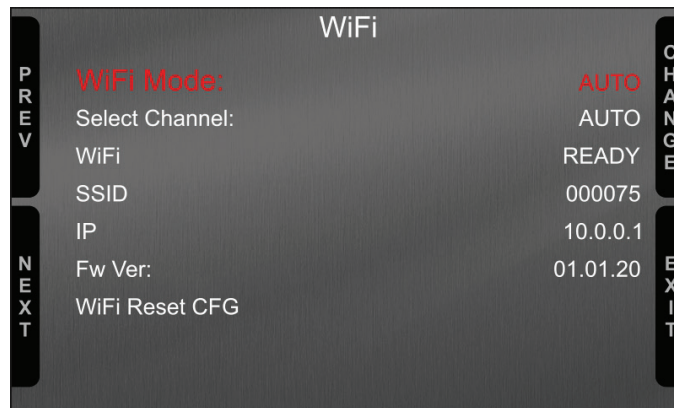 WiFi
PREV
WiFi Mode: AUTO
Select Channel: AUTO
WiFi READY
SSID 000075
IP 10.0.0.1
Fw Ver: 01.01.20
WiFi Reset CFG
NEXT
CHANGE
EXIT